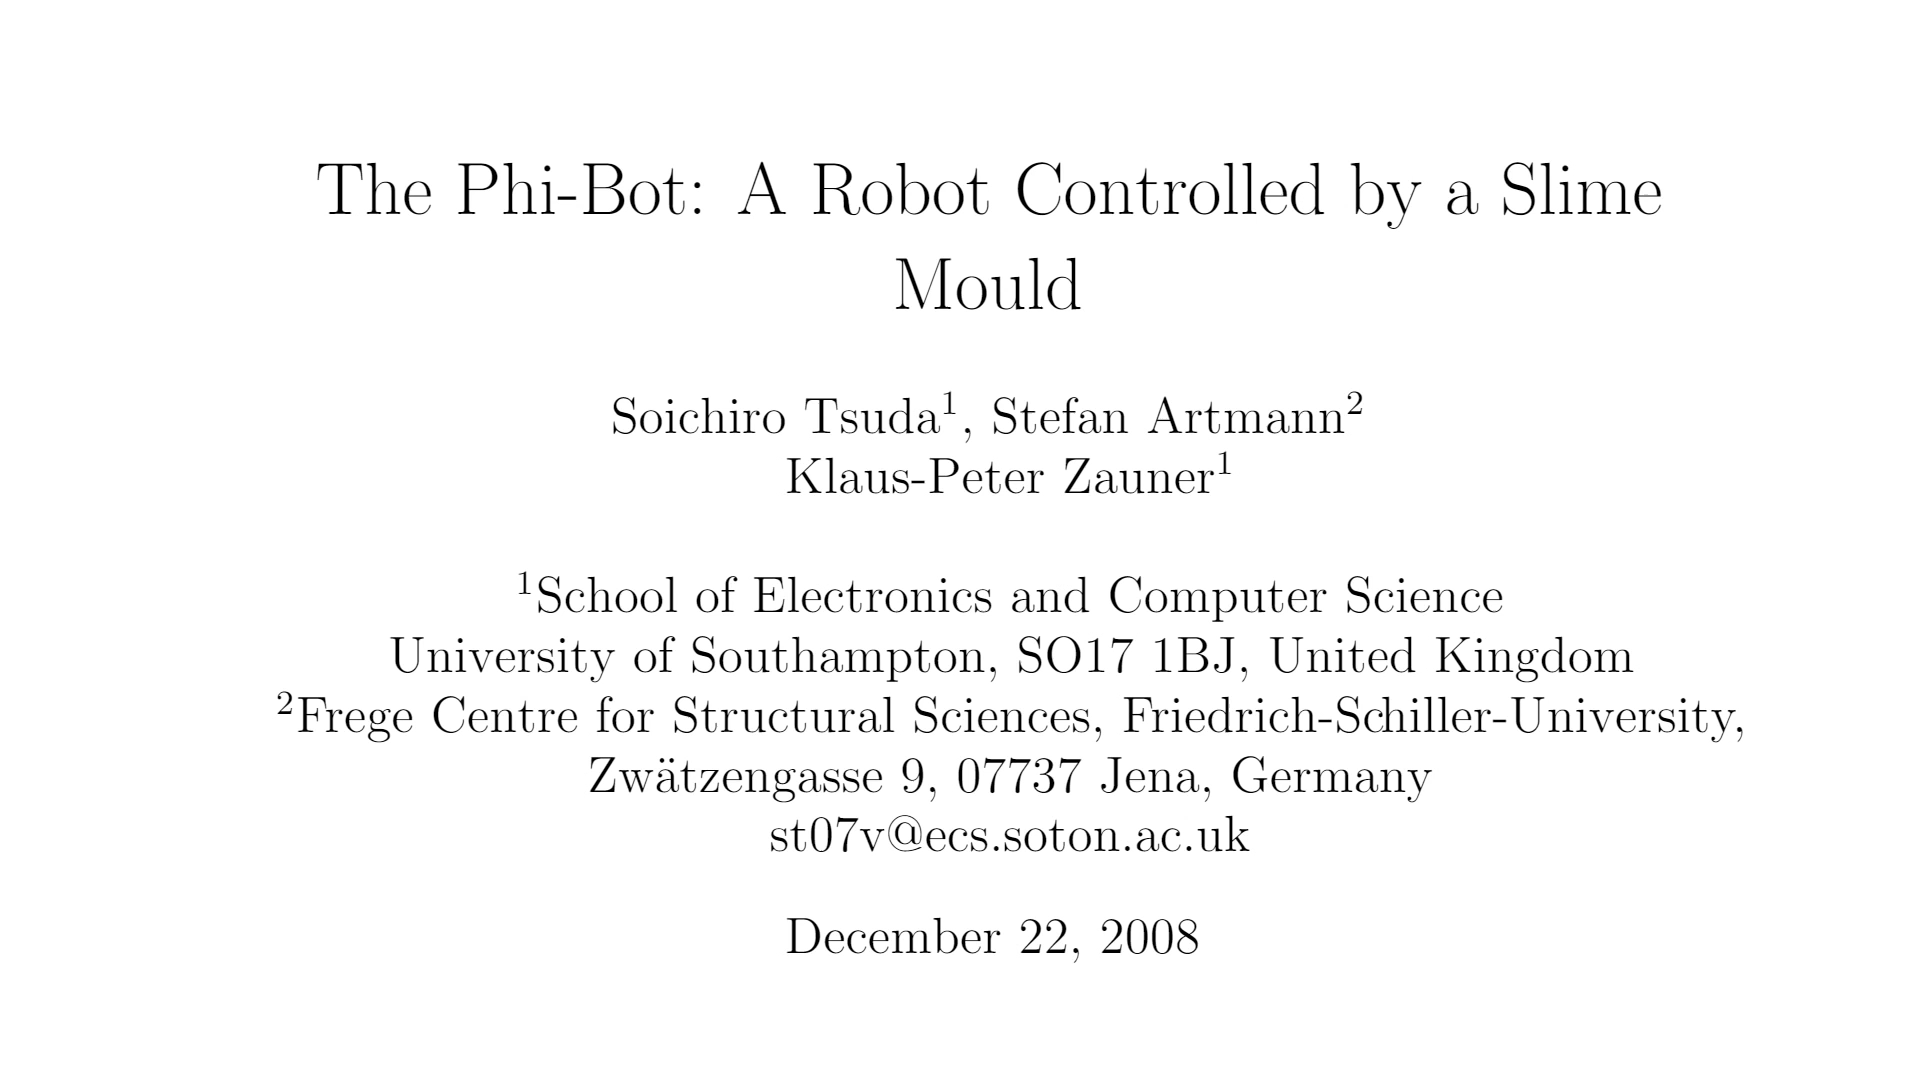 The Phi-Bot: A Robot Controlled by a Slime
Mould
Soichiro Tsuda¹, Stefan Artmann²
Klaus-Peter Zauner¹
¹School of Electronics and Computer Science
University of Southampton, SO17 1BJ, United Kingdom
²Frege Centre for Structural Sciences, Friedrich-Schiller-University,
Zwätzengasse 9, 07737 Jena, Germany
st07v@ecs.soton.ac.uk
December 22, 2008